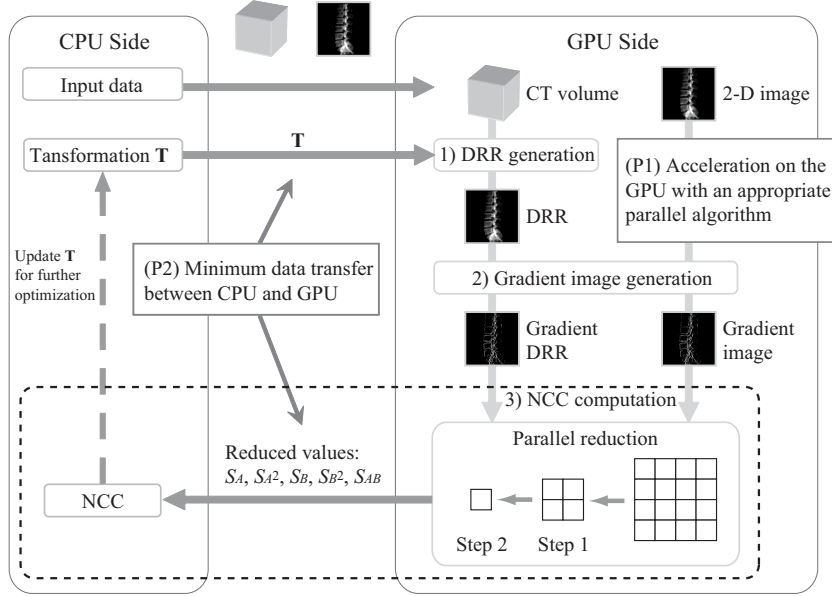 CPU Side
GPU Side
Input data
CT volume
2-D image
Tansformation T
T
1) DRR generation
(P1) Acceleration on the
GPU with an appropriate
parallel algorithm
DRR
Update T
for further
optimization
(P2) Minimum data transfer
between CPU and GPU
2) Gradient image generation
Gradient
DRR
Gradient
image
3) NCC computation
Parallel reduction
Reduced values:
SA, SA², SB, SB², SAB
NCC
Step 2
Step 1